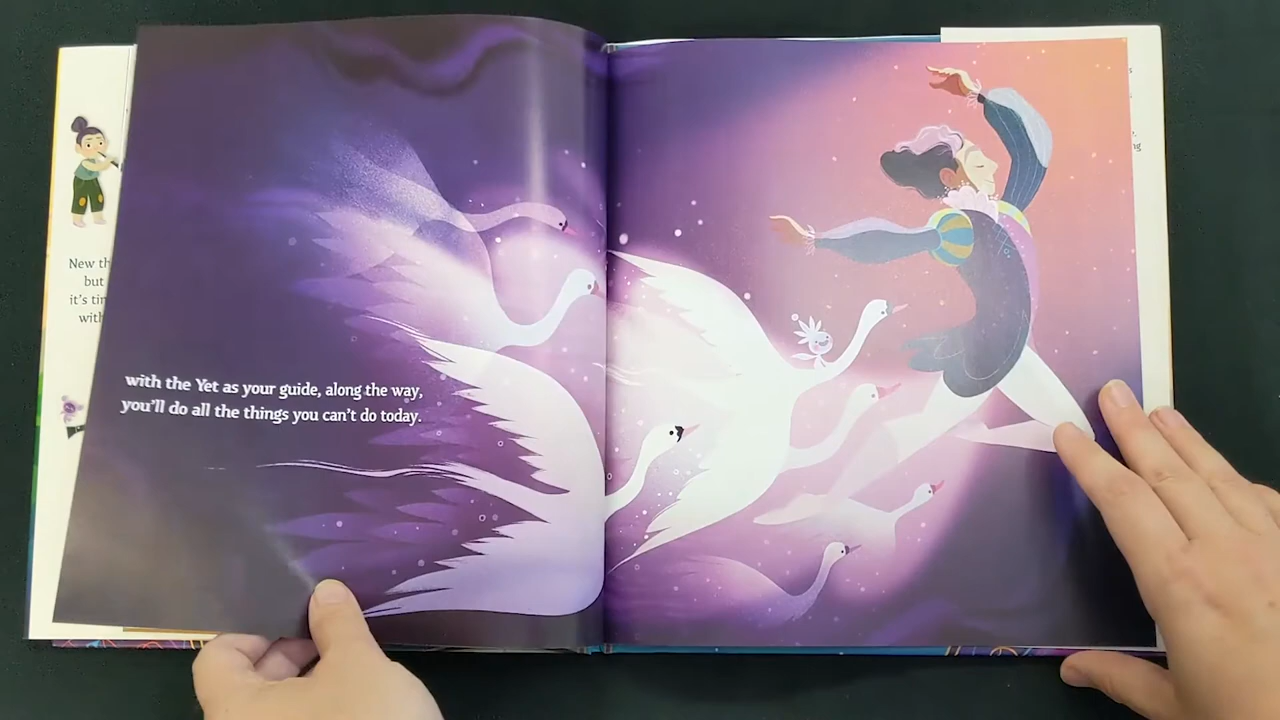 New th
but
it's tin
with
with the Yet as your guide, along the way,
you'll do all the things you can't do today.